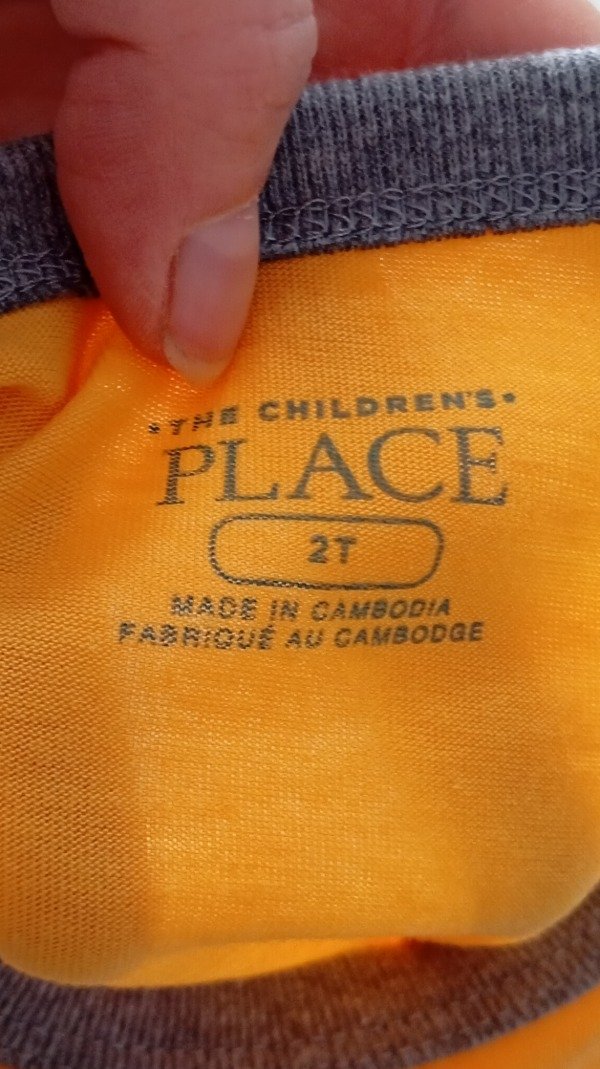 • THE CHILDREN'S •
PLACE
2T
MADE IN CAMBODIA
FABRIQUÉ AU CAMBODGE